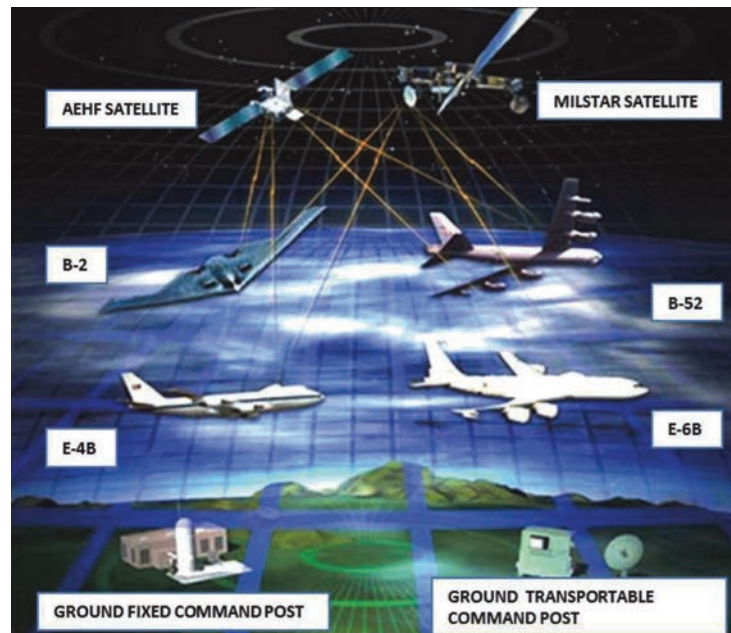 AEHF SATELLITE
MILSTAR SATELLITE
B-2
B-52
E-4B
E-6B
GROUND FIXED COMMAND POST
GROUND TRANSPORTABLE
COMMAND POST